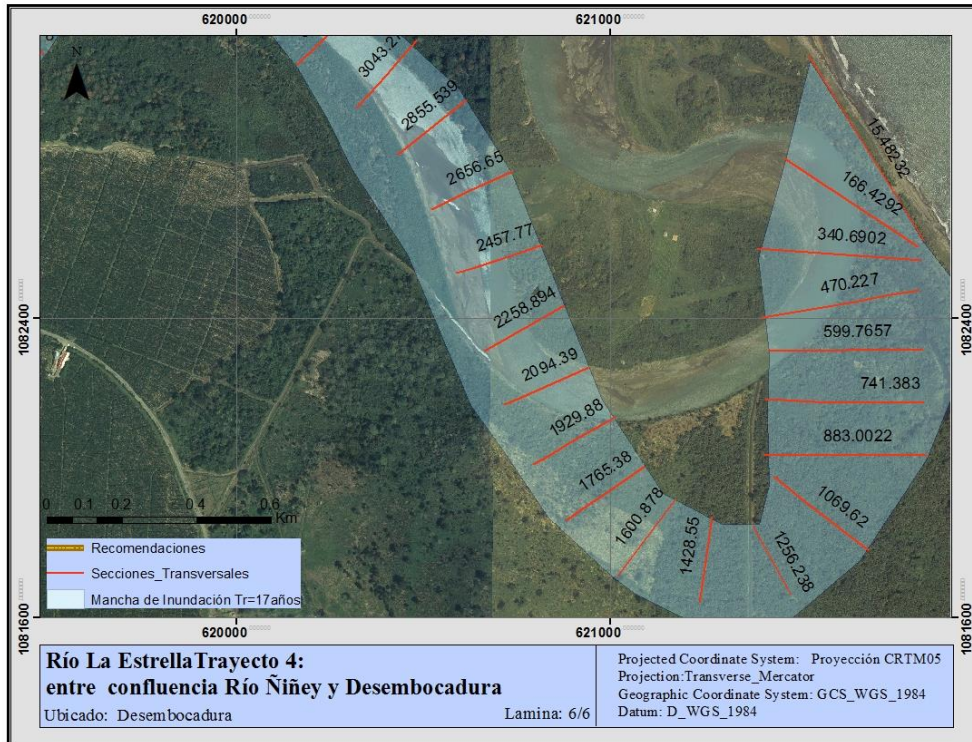 620000
621000
N
3043.27
2855.539
2656.65
2457.77
2258.894
2094.39
1929.88
1765.38
1600.878
1428.55
1256.238
1069.62
883.0022
741.383
599.7657
470.227
340.6902
166.4292
15.48232
1082400
1082400
0 0.1 0.2 0.4 0.6
Km
Recomendaciones
Secciones_Transversales
Mancha de Inundación Tr=17años
1081600
1081600
620000
621000
Río La EstrellaTrayecto 4:
entre confluencia Río Ñiñey y Desembocadura
Ubicado: Desembocadura
Lamina: 6/6
Projected Coordinate System: Proyección CRTM05
Projection:Transverse_Mercator
Geographic Coordinate System: GCS_WGS_1984
Datum: D_WGS_1984